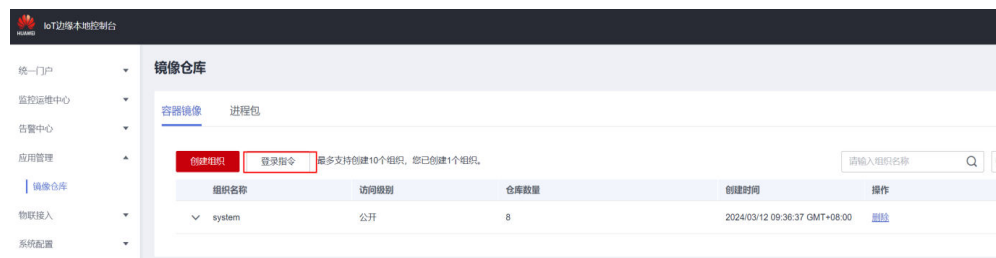 HUAWEI IoT边缘本地控制台
统一门户
监控运维中心
告警中心
应用管理
镜像仓库
物联接入
系统配置
镜像仓库
容器镜像 进程包
创建组织 登录指令 最多支持创建10个组织，您已创建1个组织。 请输入组织名称
组织名称 访问级别 仓库数量 创建时间 操作
system 公开 8 2024/03/12 09:36:37 GMT+08:00 删除